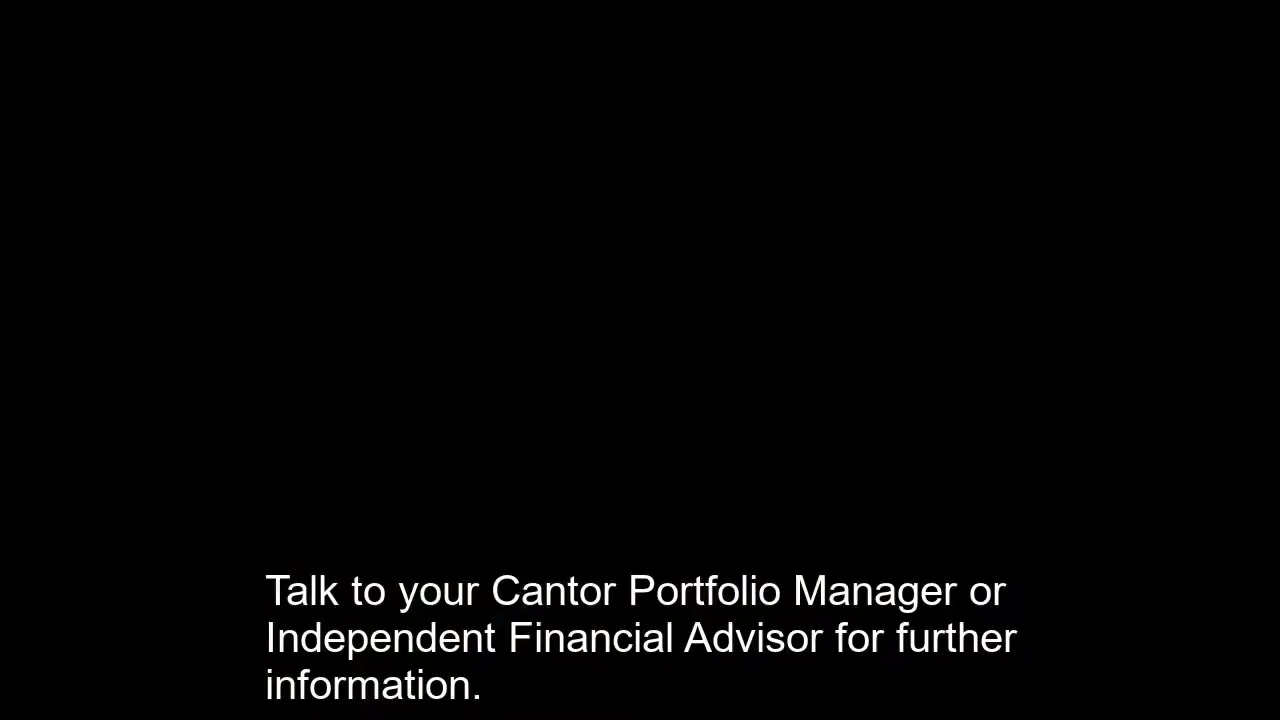 Talk to your Cantor Portfolio Manager or
Independent Financial Advisor for further
information.